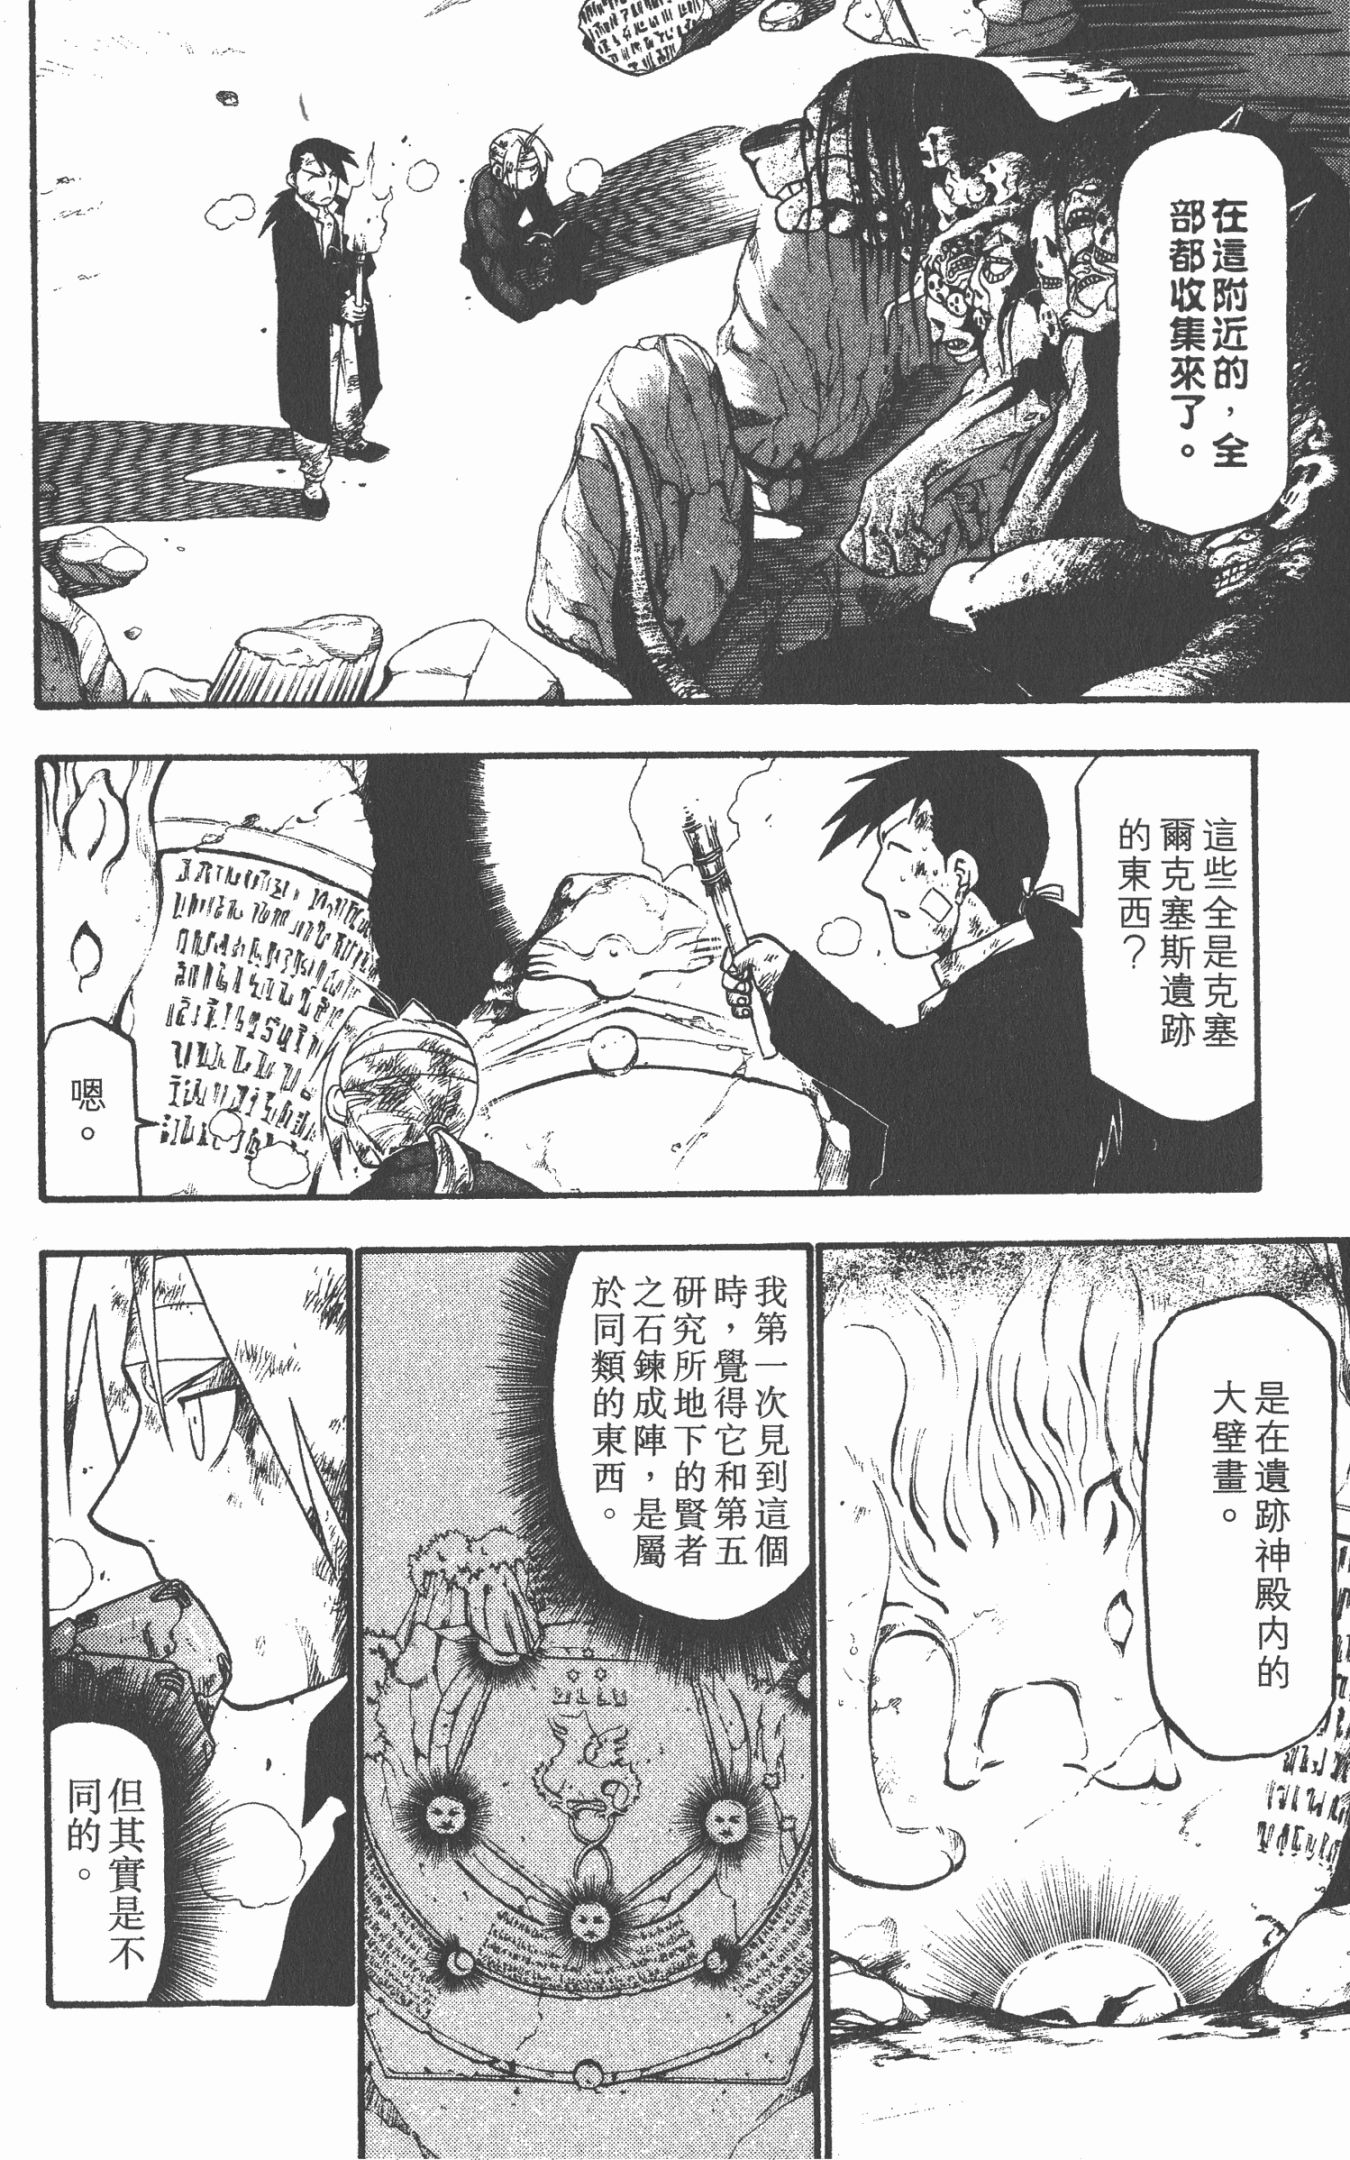 在這附近的，全
部都收集來了。
這些全是克塞
爾克塞斯遺跡
的東西？
嗯。
是在遺跡神殿内的
大壁畫。
我第一次見到這個
時，覺得它和第五
研究所地下的賢者
之石鍊成陣，是屬
於同類的東西。
但其實是不
同的。